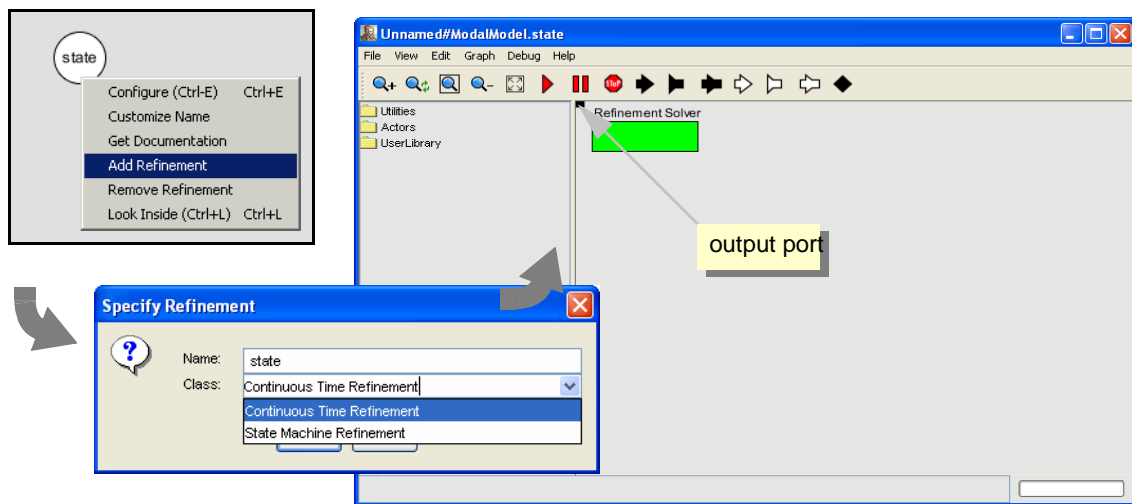 state
Configure (Ctrl-E) Ctrl+E
Customize Name
Get Documentation
Add Refinement
Remove Refinement
Look Inside (Ctrl+L) Ctrl+L
Unnamed#ModalModel.state
File View Edit Graph Debug Help
STOP
Utilities
Actors
UserLibrary
Refinement Solver
output port
Specify Refinement
Name: state
Class: Continuous Time Refinement
Continuous Time Refinement
State Machine Refinement